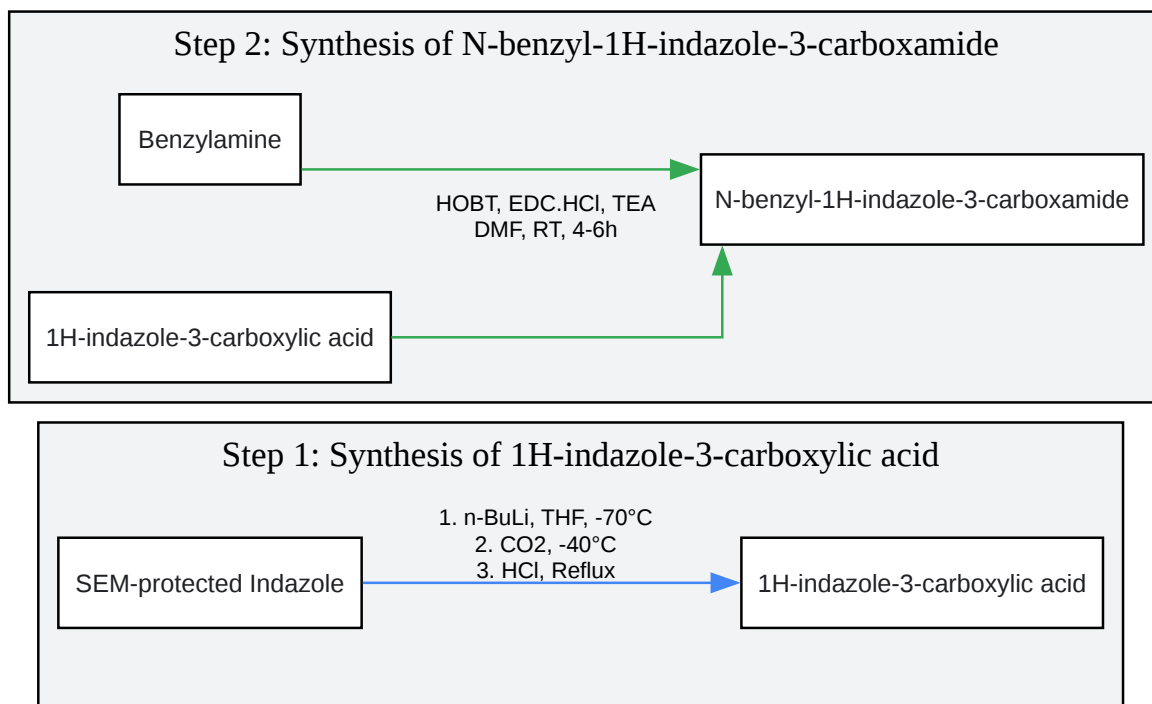 Step 2: Synthesis of N-benzyl-1H-indazole-3-carboxamide
Benzylamine
HOBT, EDC.HCl, TEA
DMF, RT, 4-6h
N-benzyl-1H-indazole-3-carboxamide
1H-indazole-3-carboxylic acid
Step 1: Synthesis of 1H-indazole-3-carboxylic acid
1. n-BuLi, THF, -70°C
2. CO2, -40°C
3. HCl, Reflux
SEM-protected Indazole
1H-indazole-3-carboxylic acid